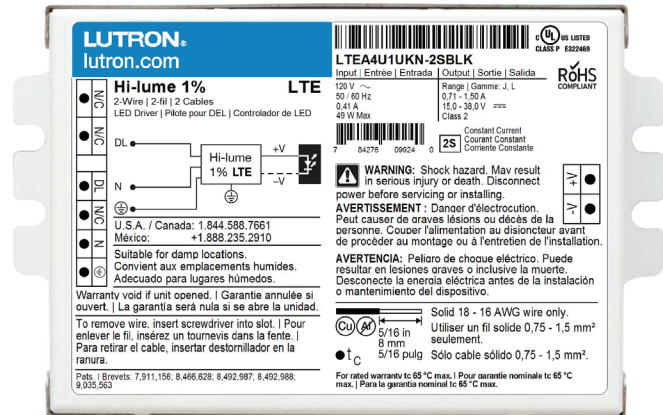 LUTRON®
lutron.com
N/C
N/C
DL
N/C
N
Hi-lume 1% LTE
2-Wire | 2-fil | 2 Cables
LED Driver | Pilote pour DEL | Controlador de LED
DL
N
Hi-lume
1% LTE
+V
–V
U.S.A. / Canada: 1.844.588.7661
México: +1.888.235.2910
Suitable for damp locations.
Convient aux emplacements humides.
Adecuado para lugares húmedos.
Warranty void if unit opened. | Garantie annulée si
ouvert. | La garantía será nula si se abre la unidad.
To remove wire, insert screwdriver into slot. | Pour
enlever le fil, insérez un tournevis dans la fente. |
Para retirar el cable, insertar destornillador en la
ranura.
Pats. | Brevets: 7,911,156; 8,466,628; 8,492,987; 8,492,988;
9,035,563
c UL US LISTED
CLASS P E322469
LTEA4U1UKN-2SBLK
Input | Entrée | Entrada
120 V ~
50 / 60 Hz
0,41 A
49 W Max
Output | Sortie | Salida
Range | Gamme: J, L
0,71 - 1,50 A
15,0 - 38,0 V
Class 2
RoHS
COMPLIANT
7 84276 09924 0
2S
Constant Current
Courant Constant
Corriente Constante
WARNING: Shock hazard. May result
in serious injury or death. Disconnect
power before servicing or installing.
AVERTISSEMENT : Danger d'électrocution.
Peut causer de graves lésions ou décès de la
personne. Couper l'alimentation au disjoncteur avant
de procéder au montage ou à l'entretien de l'installation.
ADVERTENCIA: Peligro de choque eléctrico. Puede
resultar en lesiones graves o inclusive la muerte.
Desconecte la energía eléctrica antes de la instalación
o mantenimiento del dispositivo.
+V
-V
Cu
Al
5/16 in
8 mm
5/16 pulg
tc
Solid 18 - 16 AWG wire only.
Utiliser un fil solide 0,75 - 1,5 mm²
seulement.
Sólo cable sólido 0,75 - 1,5 mm².
For rated warranty tc 65 °C max. | Pour garantie nominale tc 65 °C
max. | Para la garantia nominal tc 65 °C max.